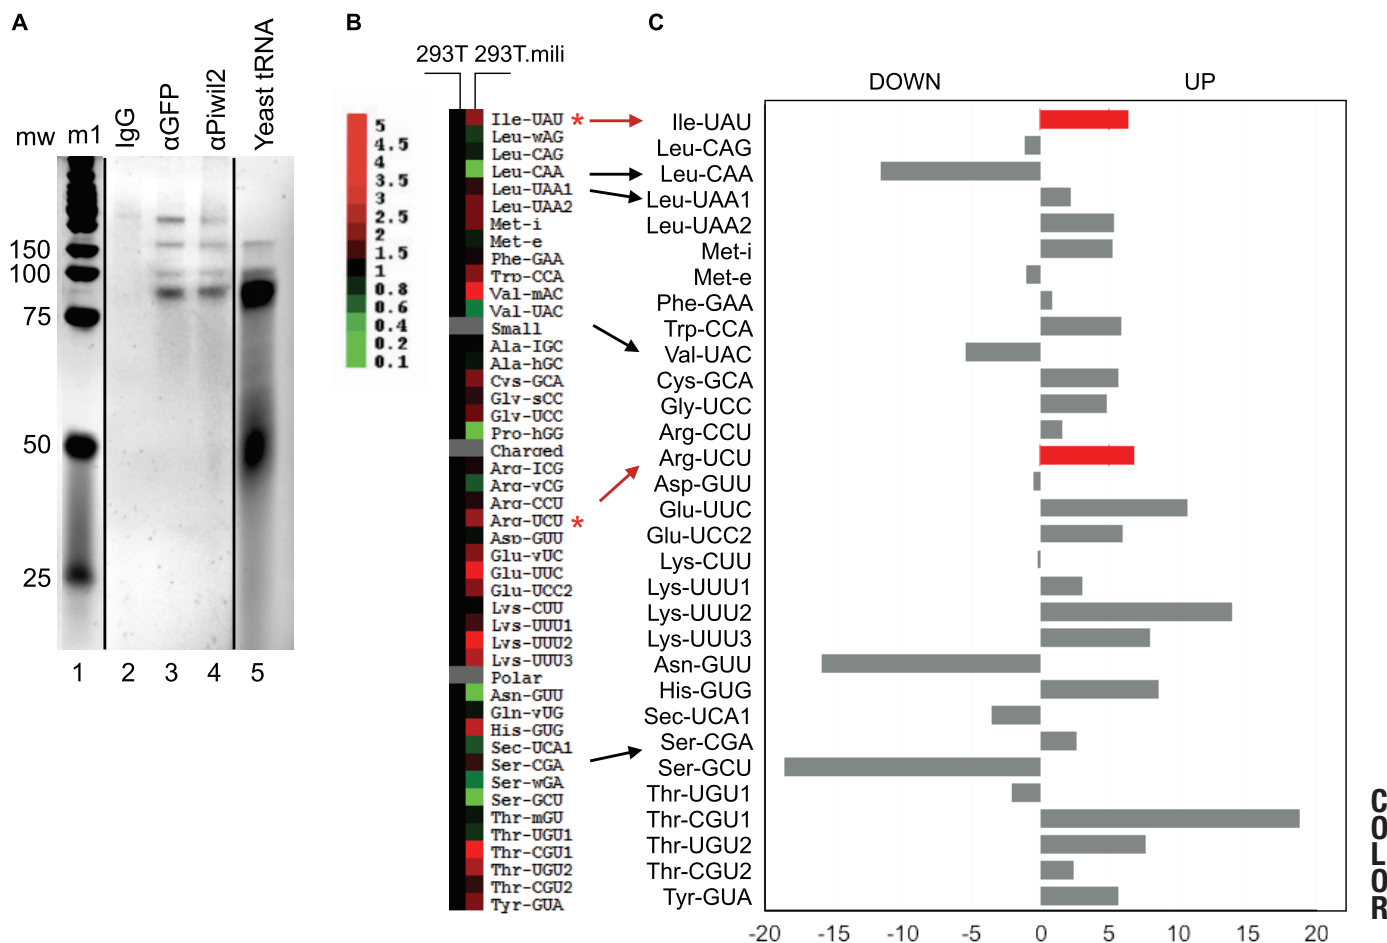 A
B
C
mw
m1
IgG
αGFP
αPiwil2
Yeast tRNA
150
100
75
50
25
1
2
3
4
5
293T
293T.mili
5
4.5
4
3.5
3
2.5
2
1.5
1
0.8
0.6
0.4
0.2
0.1
Ile-UAU *
Leu-wAG
Leu-CAG
Leu-CAA
Leu-UAA1
Leu-UAA2
Met-i
Met-e
Phe-GAA
Trp-CCA
Val-mAC
Val-UAC
Small
Ala-IGC
Ala-hGC
Cys-GCA
Gly-sCC
Gly-UCC
Pro-hGG
Charged
Arg-ICG
Arg-yCG
Arg-CCU
Arg-UCU *
Asp-GUU
Glu-yUC
Glu-UUC
Glu-UCC2
Lys-CUU
Lys-UUU1
Lys-UUU2
Lys-UUU3
Polar
Asn-GUU
Gln-yUG
His-GUG
Sec-UCA1
Ser-CGA
Ser-wGA
Ser-GCU
Thr-mGU
Thr-UGU1
Thr-CGU1
Thr-UGU2
Thr-CGU2
Tyr-GUA
DOWN
UP
Ile-UAU
Leu-CAG
Leu-CAA
Leu-UAA1
Leu-UAA2
Met-i
Met-e
Phe-GAA
Trp-CCA
Val-UAC
Cys-GCA
Gly-UCC
Arg-CCU
Arg-UCU
Asp-GUU
Glu-UUC
Glu-UCC2
Lys-CUU
Lys-UUU1
Lys-UUU2
Lys-UUU3
Asn-GUU
His-GUG
Sec-UCA1
Ser-CGA
Ser-GCU
Thr-UGU1
Thr-CGU1
Thr-UGU2
Thr-CGU2
Tyr-GUA
-20 -15 -10 -5 0 5 10 15 20
COLOR